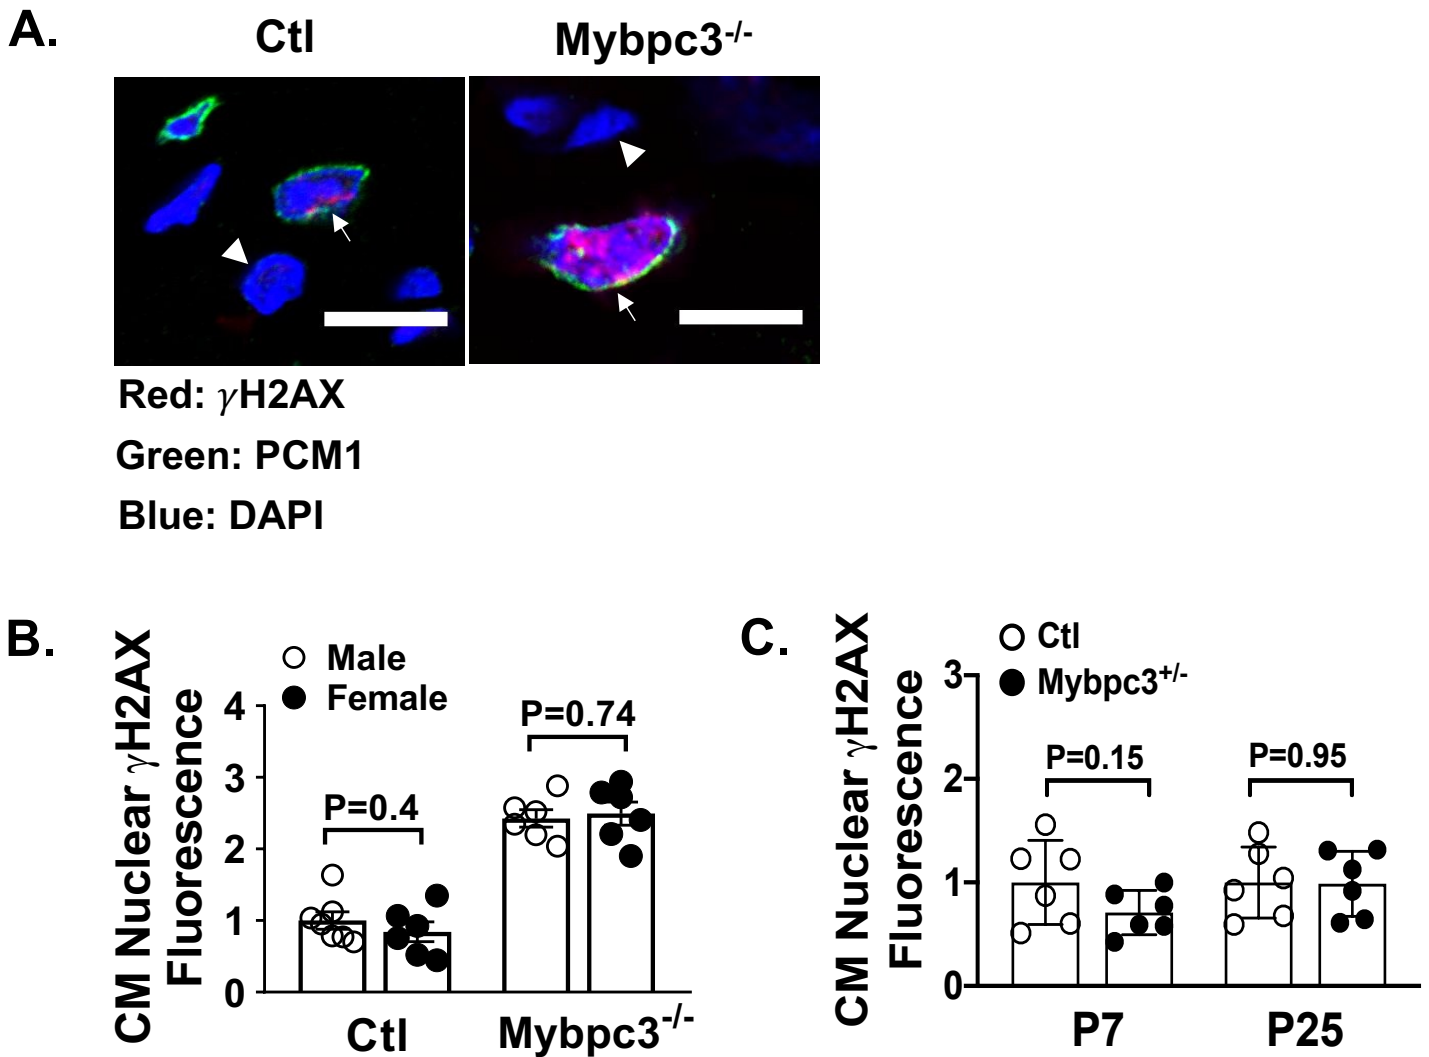 A.
Ctl
Mybpc3-/-
Red: γH2AX
Green: PCM1
Blue: DAPI
B.
CM Nuclear γH2AX
Fluorescence
Male
Female
4
3
2
1
0
P=0.4
P=0.74
Ctl
Mybpc3-/-
C.
CM Nuclear γH2AX
Fluorescence
Ctl
Mybpc3+/-
3
2
1
0
P=0.15
P=0.95
P7
P25